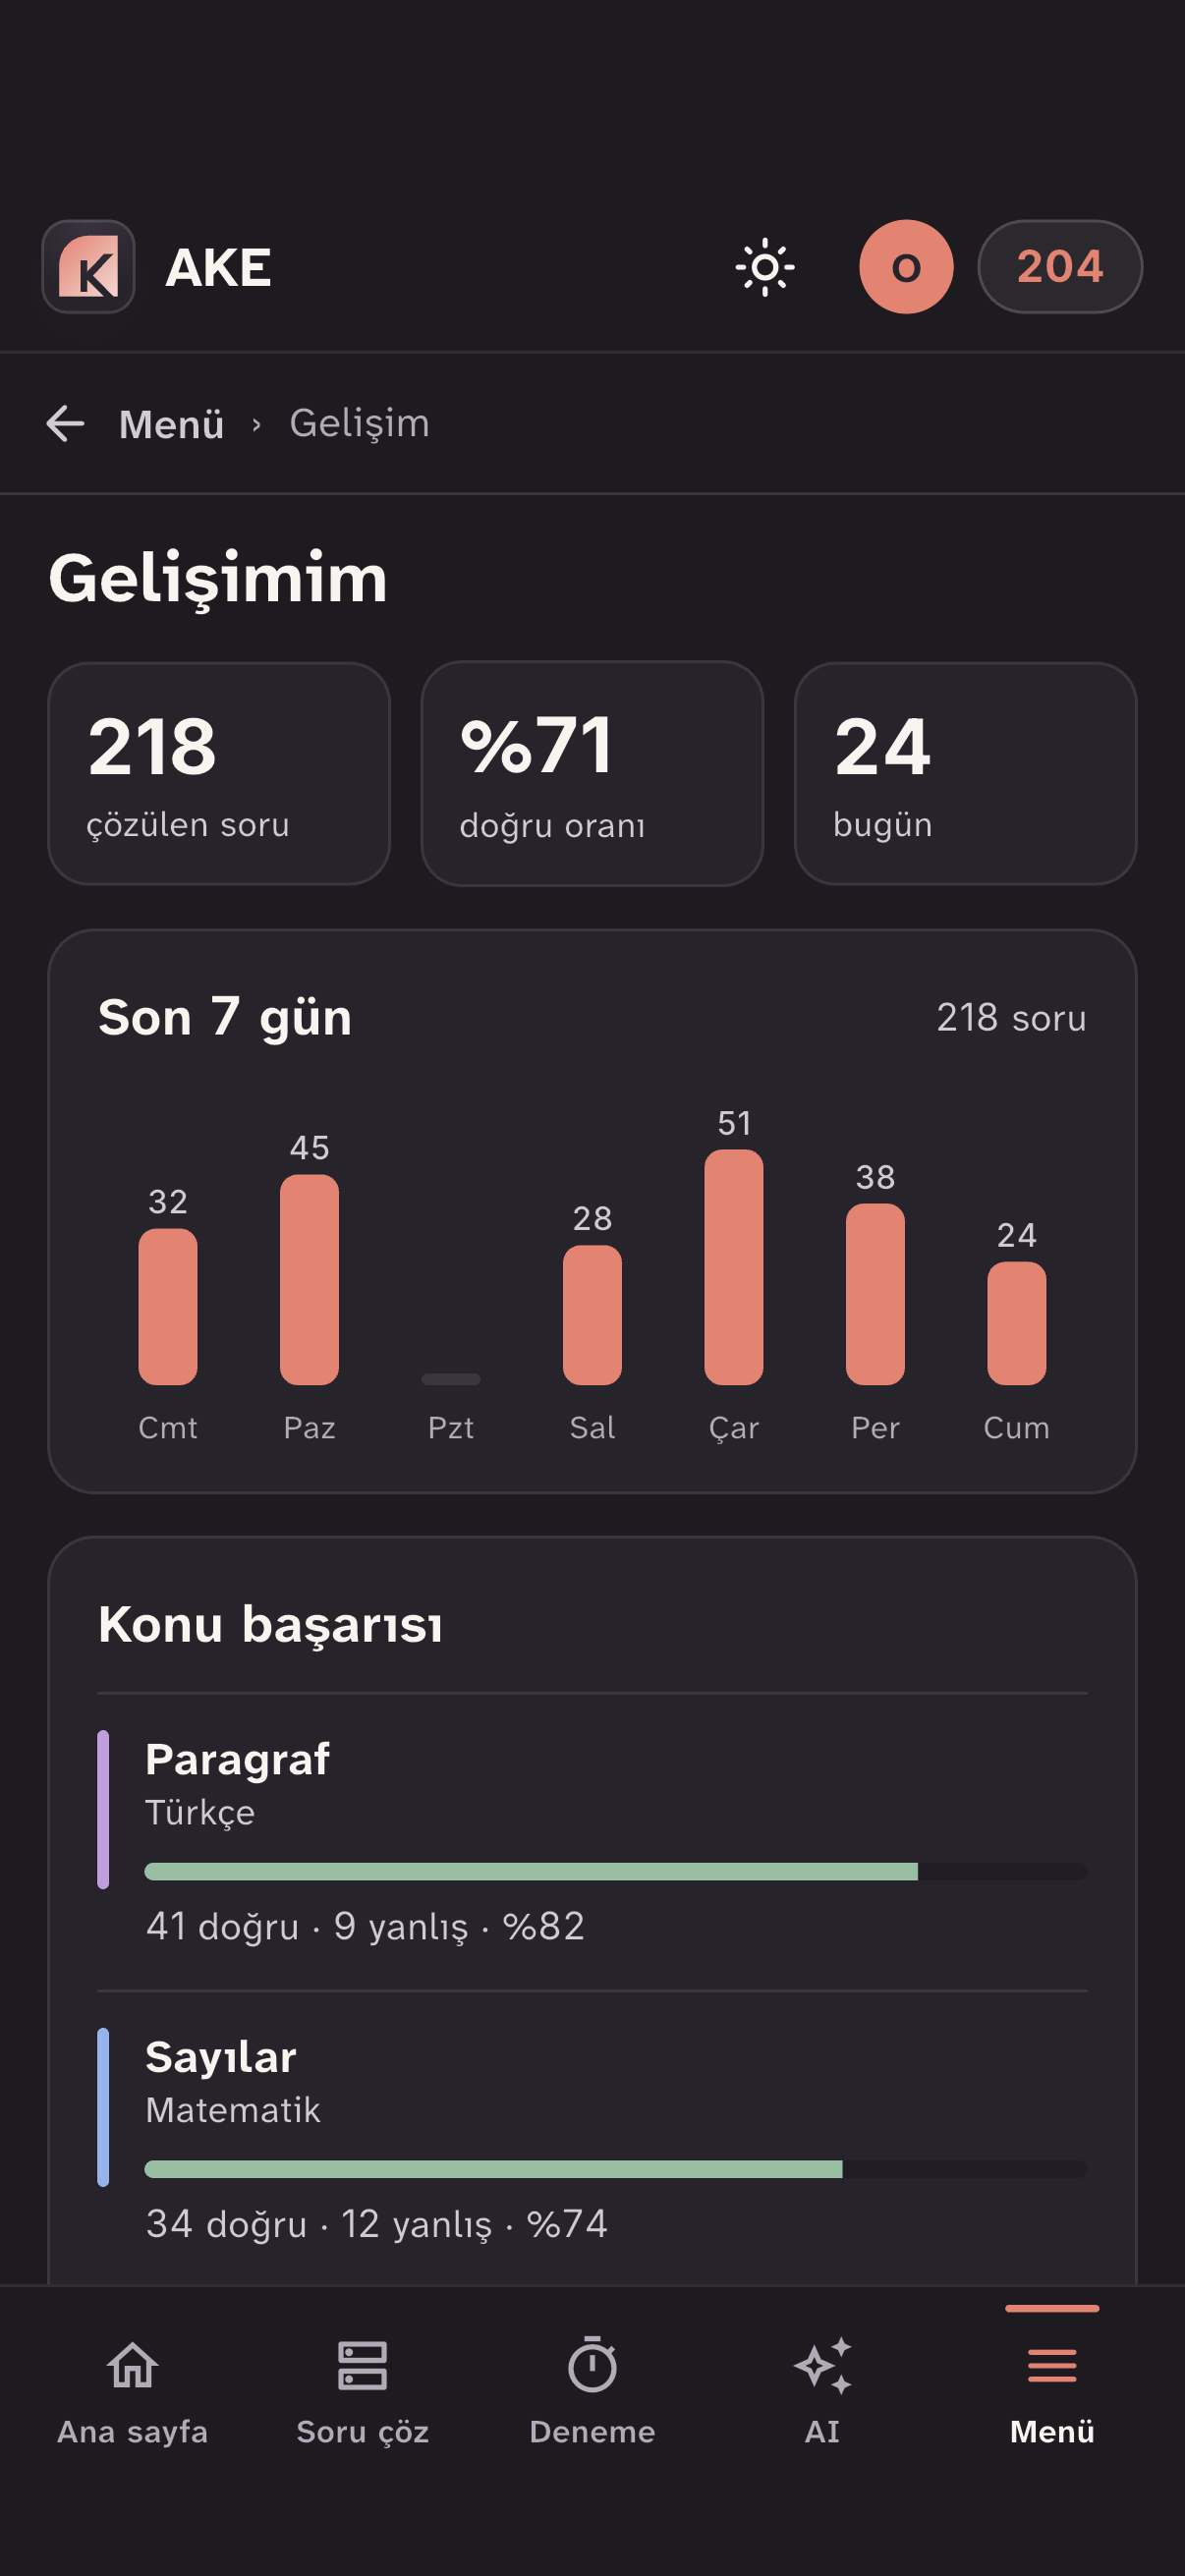 K AKE O 204
Menü › Gelişim
Gelişimim
218 %71 24
çözülen soru doğru oranı bugün
Son 7 gün 218 soru
32 45 28 51 38 24
Cmt Paz Pzt Sal Çar Per Cum
Konu başarısı
Paragraf
Türkçe
41 doğru · 9 yanlış · %82
Sayılar
Matematik
34 doğru · 12 yanlış · %74
Ana sayfa Soru çöz Deneme AI Menü